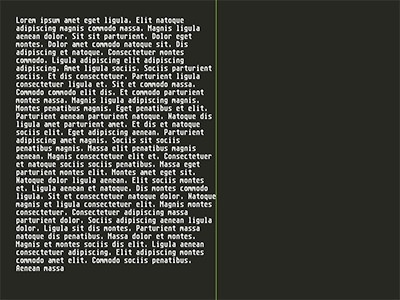 Lorem ipsum amet eget ligula. Elit natoque
adipiscing magnis commodo massa. Massa
aenean dolor. Sit sit parturient. Dolor eget
montes. Dolor amet commodo natoque sit. Dis
adipiscing et natoque. Consectetuer montes
commodo. Ligula adipiscing elit adipiscing
adipiscing. Amet ligula sociis. Sociis parturient
sociis. Et dis consectetuer. Parturient ligula
consectetuer ligula et. Sit et commodo massa.
Commodo commodo elit dis. Et commodo parturient
montes massa. Magnis ligula adipiscing magnis.
Montes penatibus magnis. Eget penatibus et elit.
Parturient aenean parturient natoque. Natoque dis
ligula amet parturient amet. Et dis et natoque
sociis elit. Eget adipiscing aenean. Parturient
adipiscing amet magnis. Sociis sit sociis
penatibus magnis. Massa elit penatibus magnis
aenean. Magnis consectetuer elit et. Consectetuer
et natoque sociis sociis penatibus. Massa eget
parturient montes elit. Montes amet eget sit.
Natoque dolor ligula aenean. Elit sociis montes
et. Ligula aenean et natoque. Dis montes commodo
ligula. Sit et consectetuer natoque dolor. Natoque
magnis et ligula consectetuer elit. Magnis montes
consectetuer. Consectetuer adipiscing massa
parturient dolor. Sociis adipiscing aenean ligula
dolor. Ligula sit dis montes. Parturient massa
natoque dis penatibus. Massa dolor et montes.
Magnis et montes sociis dis elit. Ligula
consectetuer adipiscing. Elit adipiscing montes
commodo amet elit. Commodo sociis penatibus.
Aenean massa